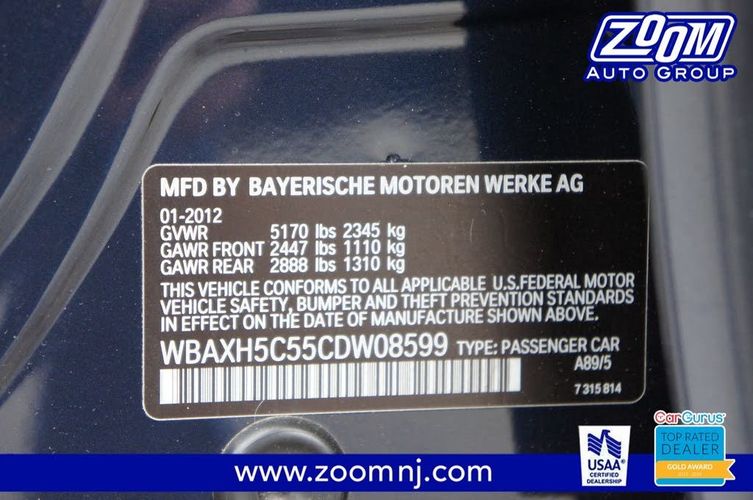 ZOOM
AUTO GROUP
MFD BY BAYERISCHE MOTOREN WERKE AG
01-2012
GVWR 5170 lbs 2345 kg
GAWR FRONT 2447 lbs 1110 kg
GAWR REAR 2888 lbs 1310 kg
THIS VEHICLE CONFORMS TO ALL APPLICABLE U.S.FEDERAL MOTOR
VEHICLE SAFETY, BUMPER AND THEFT PREVENTION STANDARDS
IN EFFECT ON THE DATE OF MANUFACTURE SHOWN ABOVE.
WBAXH5C55CDW08599 TYPE: PASSENGER CAR
A89/5
7 315 814
www.zoomnj.com
USAA
CERTIFIED
DEALERSHIP
CarGurus
TOP RATED
DEALER
GOLD AWARD